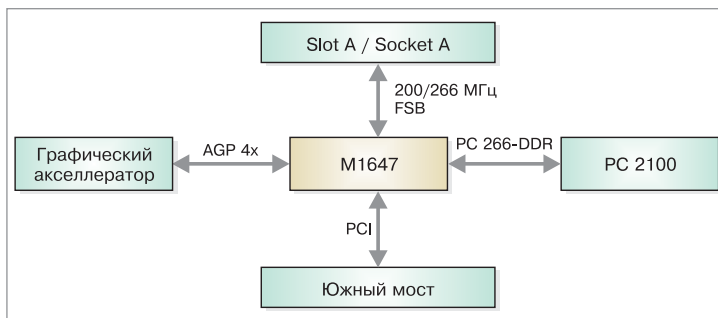 Slot A / Socket A
200/266 МГц
FSB
Графический
акселлератор
AGP 4x
M1647
PC 266-DDR
PC 2100
PCI
Южный мост